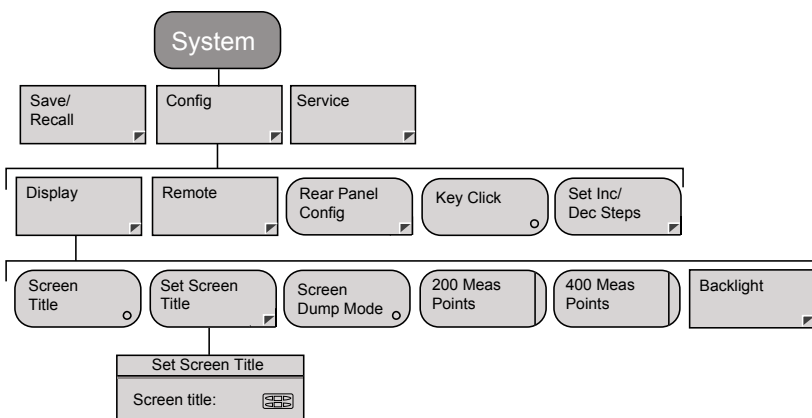 System
Save/
Recall
Config
Service
Display
Remote
Rear Panel
Config
Key Click
Set Inc/
Dec Steps
Screen
Title
Set Screen
Title
Screen
Dump Mode
200 Meas
Points
400 Meas
Points
Backlight
Set Screen Title
Screen title: